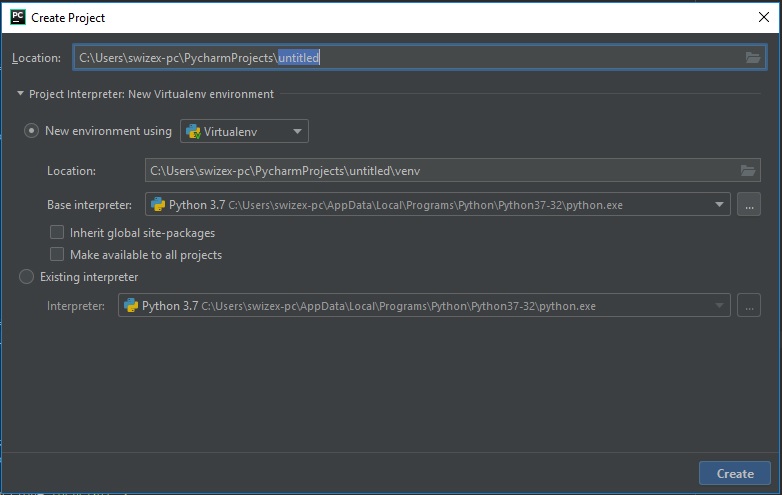 PC Create Project
Location: C:\Users\swizex-pc\PycharmProjects\untitled
Project Interpreter: New Virtualenv environment
New environment using Virtualenv
Location: C:\Users\swizex-pc\PycharmProjects\untitled\venv
Base interpreter: Python 3.7 C:\Users\swizex-pc\AppData\Local\Programs\Python\Python37-32\python.exe ...
Inherit global site-packages
Make available to all projects
Existing interpreter
Interpreter: Python 3.7 C:\Users\swizex-pc\AppData\Local\Programs\Python\Python37-32\python.exe ...
Create